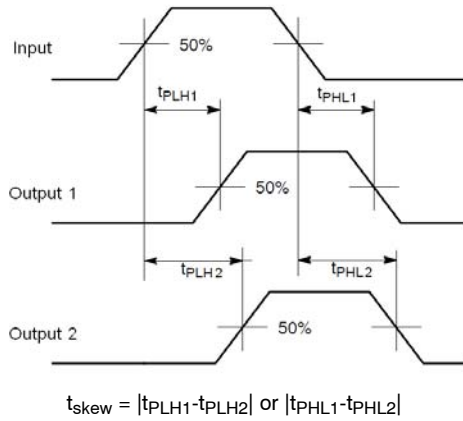 Input
50%
tPLH1
tPHL1
Output 1
50%
tPLH2
tPHL2
Output 2
50%
tskew = |tPLH1-tPLH2| or |tPHL1-tPHL2|